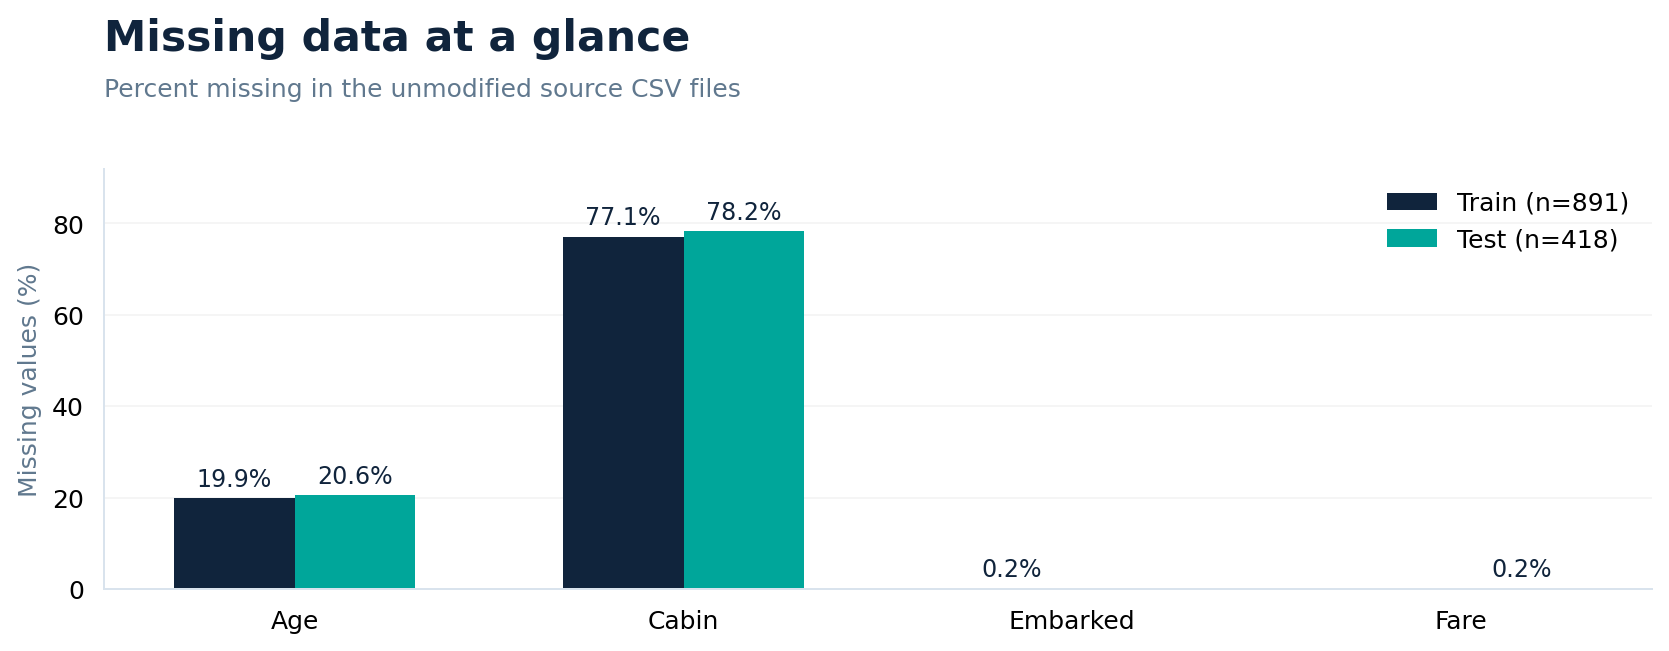 Missing data at a glance
Percent missing in the unmodified source CSV files
Missing values (%)
80
60
40
20
0
Train (n=891)
Test (n=418)
19.9%
20.6%
77.1%
78.2%
0.2%
0.2%
Age
Cabin
Embarked
Fare